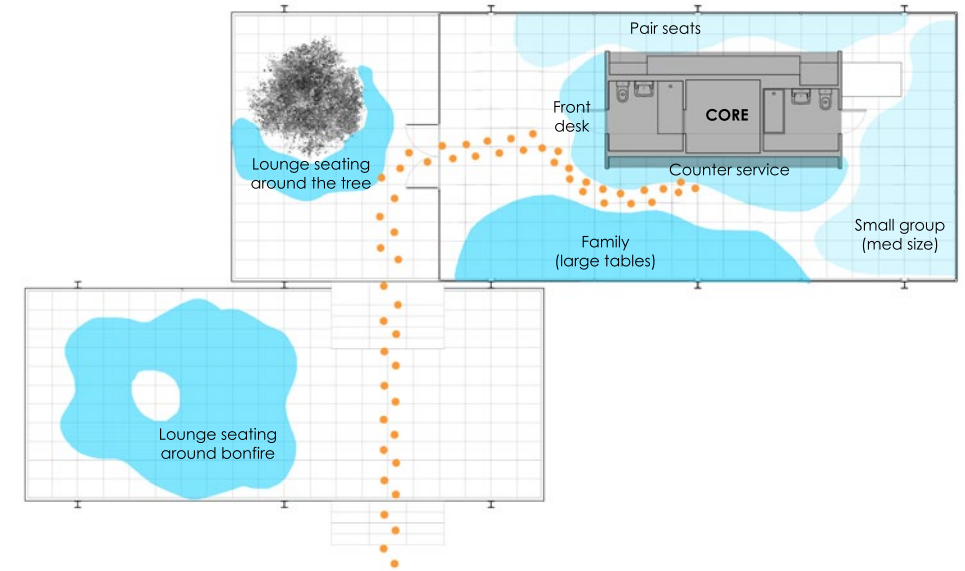 Pair seats
Front
desk
CORE
Lounge seating
around the tree
Counter service
Small group
(med size)
Family
(large tables)
Lounge seating
around bonfire